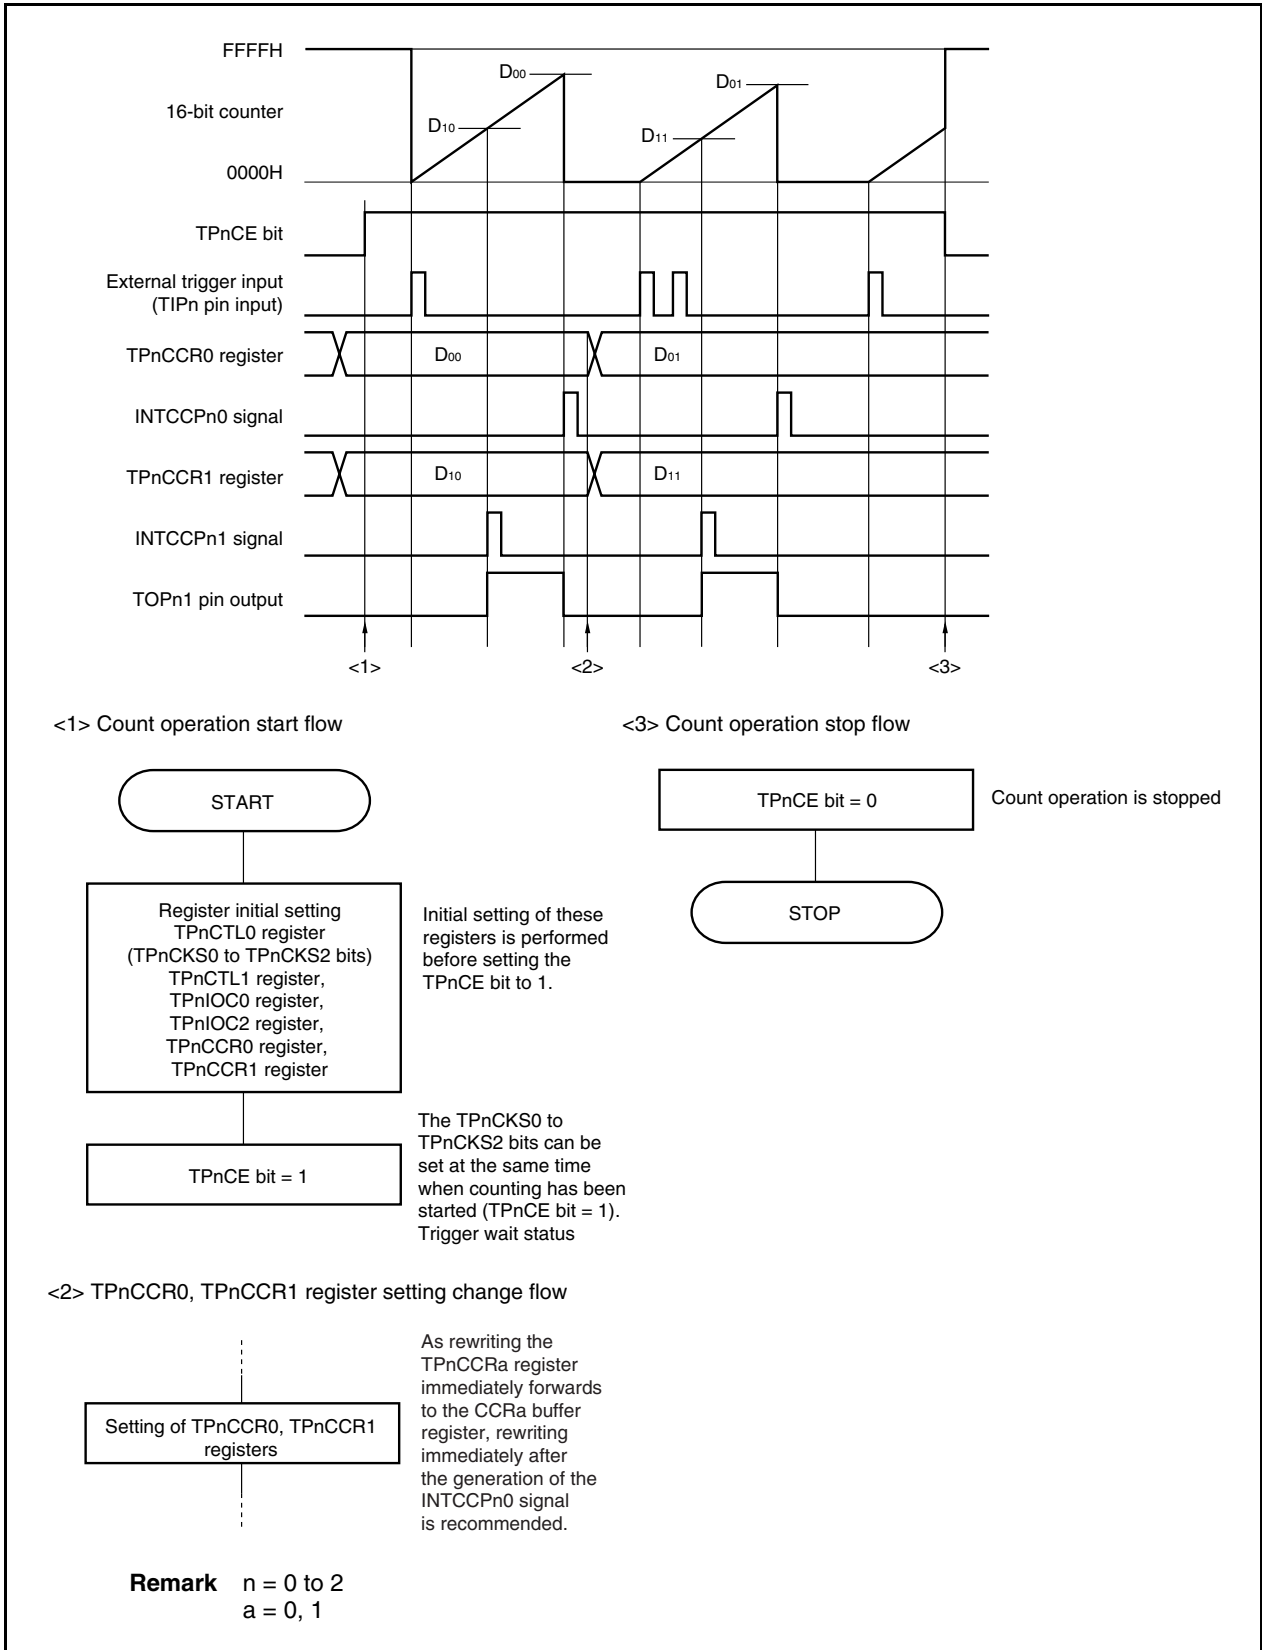 FFFFH
D00
D01
16-bit counter
D10
D11
0000H
TPnCE bit
External trigger input
(TIPn pin input)
TPnCCR0 register
D00
D01
INTCCPn0 signal
TPnCCR1 register
D10
D11
INTCCPn1 signal
TOPn1 pin output
<1>
<2>
<3>
<1> Count operation start flow
START
Register initial setting
TPnCTL0 register
(TPnCKS0 to TPnCKS2 bits)
TPnCTL1 register,
TPnIOC0 register,
TPnIOC2 register,
TPnCCR0 register,
TPnCCR1 register
Initial setting of these
registers is performed
before setting the
TPnCE bit to 1.
TPnCE bit = 1
The TPnCKS0 to
TPnCKS2 bits can be
set at the same time
when counting has been
started (TPnCE bit = 1).
Trigger wait status
<3> Count operation stop flow
TPnCE bit = 0
Count operation is stopped
STOP
<2> TPnCCR0, TPnCCR1 register setting change flow
Setting of TPnCCR0, TPnCCR1
registers
As rewriting the
TPnCCRa register
immediately forwards
to the CCRa buffer
register, rewriting
immediately after
the generation of the
INTCCPn0 signal
is recommended.
Remark n = 0 to 2
a = 0, 1